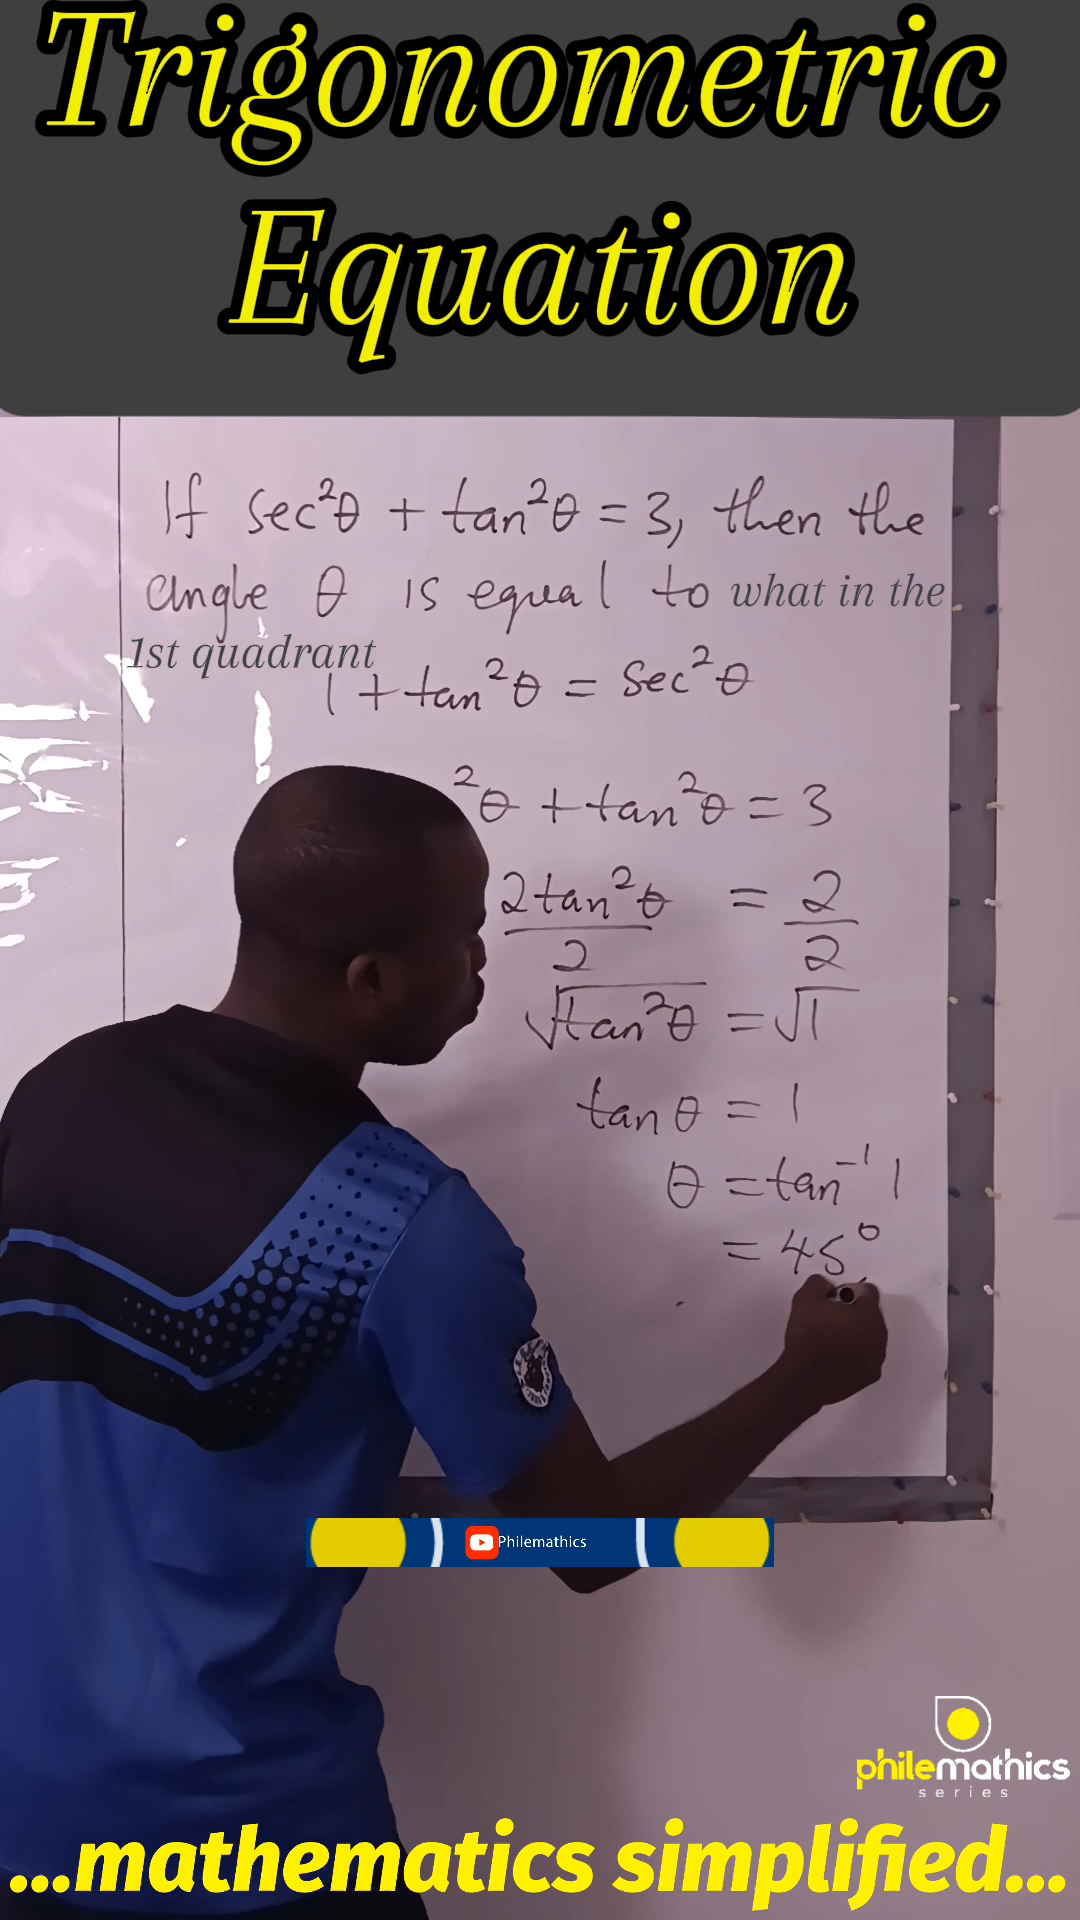 Trigonometric
Equation
If sec²θ + tan²θ = 3, then the
angle θ is equal to what in the
1st quadrant
1 + tan²θ = sec²θ
²θ + tan²θ = 3
2tan²θ/2 = 2/2
√tan²θ = √1
tan θ = 1
θ = tan⁻¹ 1
= 45°
Philemathics
philemathics
series
...mathematics simplified...